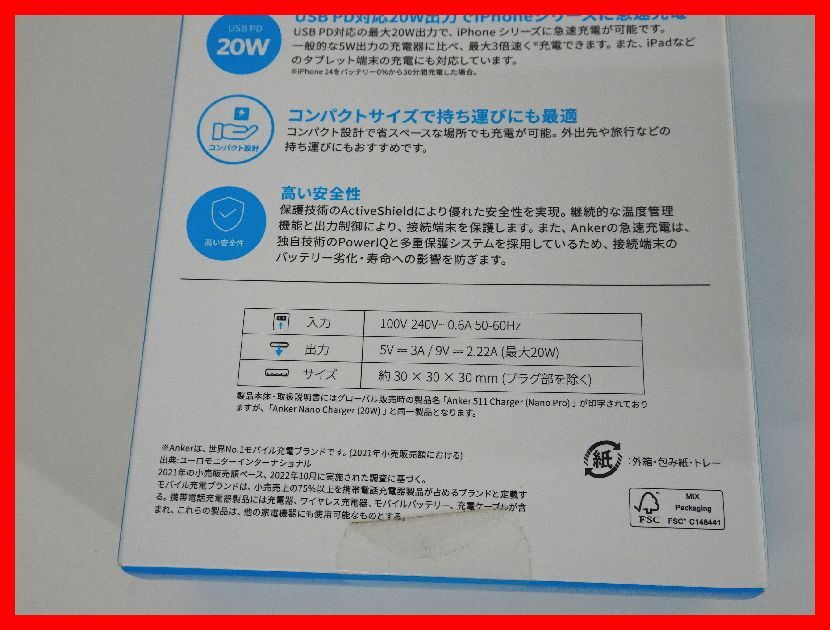 USB PD
20W
USB PD対応20W出力でiPhoneシリーズに急速充電
USB PD対応の最大20W出力で、iPhone シリーズに急速充電が可能です。
一般的な5W出力の充電器に比べ、最大3倍速く*充電できます。また、iPadなど
のタブレット端末の充電にも対応しています。
※iPhone 14をバッテリー0%から30分間充電した場合。
コンパクト設計
コンパクトサイズで持ち運びにも最適
コンパクト設計で省スペースな場所でも充電が可能。外出先や旅行などの
持ち運びにもおすすめです。
高い安全性
高い安全性
保護技術のActiveShieldにより優れた安全性を実現。継続的な温度管理
機能と出力制御により、接続端末を保護します。また、Ankerの急速充電は、
独自技術のPowerIQと多重保護システムを採用しているため、接続端末の
バッテリー劣化・寿命への影響を防ぎます。
入力 100V-240V~ 0.6A 50-60Hz
出力 5V⎓3A / 9V⎓2.22A (最大20W)
サイズ 約 30 × 30 × 30 mm (プラグ部を除く)
製品本体・取扱説明書にはグローバル販売時の製品名「Anker 511 Charger (Nano Pro)」が印字されており
ますが、「Anker Nano Charger (20W)」と同一製品となります。
※Ankerは、世界No.1モバイル充電ブランドです。(2021年小売販売額における)
出典:ユーロモニターインターナショナル
2021年の小売販売額ベース、2022年10月に実施された調査に基づく。
モバイル充電ブランドは、小売売上の75%以上を携帯電話充電器製品が占めるブランドと定義す
る。携帯電話充電器製品には充電器、ワイヤレス充電器、モバイルバッテリー、充電ケーブルが含
まれ、これらの製品は、他の家電機器にも使用可能なものとする。
紙 :外箱・包み紙・トレー
FSC
MIX
Packaging
FSC® C148441